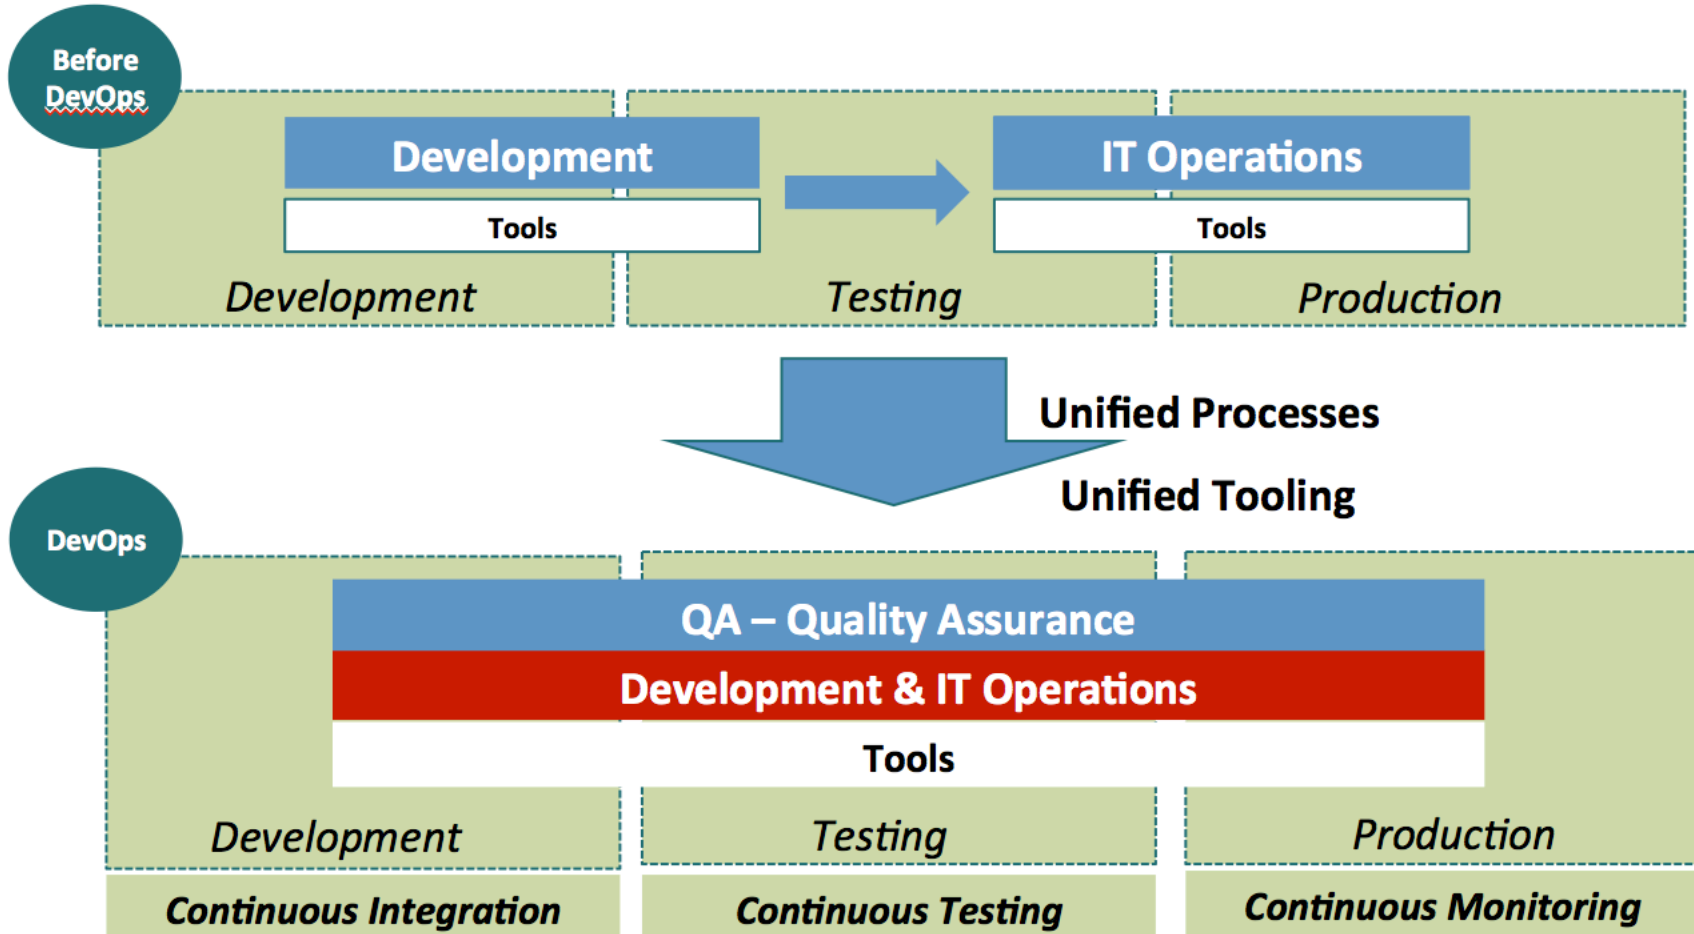 Before
DevOps
Development
IT Operations
Tools
Tools
Development
Testing
Production
Unified Processes
Unified Tooling
DevOps
QA – Quality Assurance
Development & IT Operations
Tools
Development
Testing
Production
Continuous Integration
Continuous Testing
Continuous Monitoring